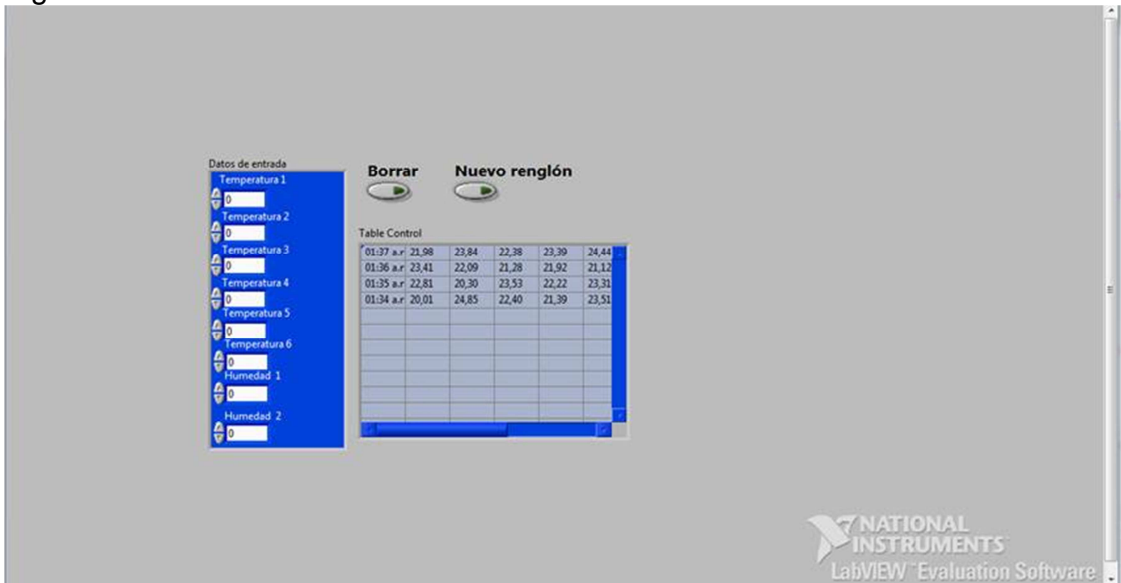 Datos de entrada
Temperatura 1
0
Temperatura 2
0
Temperatura 3
0
Temperatura 4
0
Temperatura 5
0
Temperatura 6
0
Humedad 1
0
Humedad 2
0
Borrar Nuevo renglón
Table Control
01:37 a.r 21,98 23,84 22,38 23,39 24,44
01:36 a.r 23,41 22,09 21,28 21,92 21,12
01:35 a.r 22,81 20,30 23,53 22,22 23,31
01:34 a.r 20,01 24,85 22,40 21,39 23,51
NATIONAL
INSTRUMENTS
LabVIEW Evaluation Software